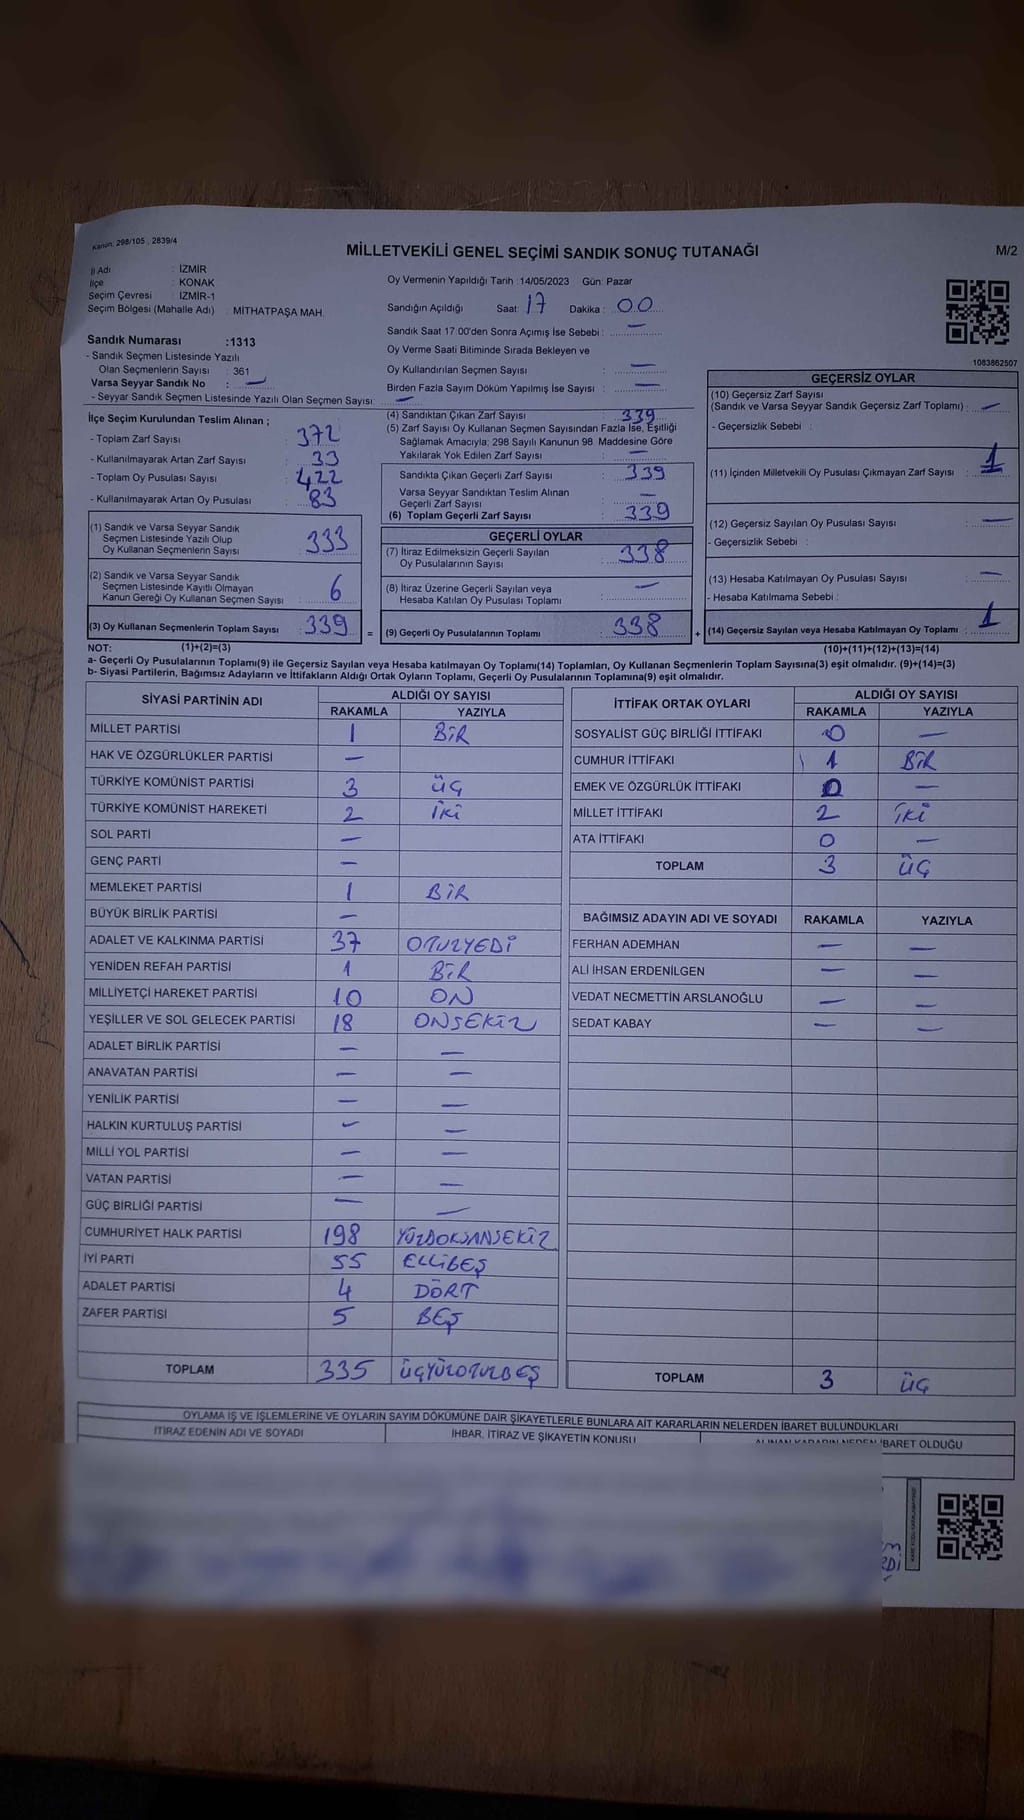 Kanun: 298/105 , 2839/4
MİLLETVEKİLİ GENEL SEÇİMİ SANDIK SONUÇ TUTANAĞI
M/2
İl Adı : İZMİR
İlçe : KONAK
Seçim Çevresi : İZMİR-1
Seçim Bölgesi (Mahalle Adı) : MİTHATPAŞA MAH.
Oy Vermenin Yapıldığı Tarih :14/05/2023 Gün: Pazar
Sandığın Açıldığı Saat: 17 Dakika : 00
Sandık Saat 17:00'den Sonra Açımış İse Sebebi : —
Oy Verme Saati Bitiminde Sırada Bekleyen ve
Oy Kullandırılan Seçmen Sayısı : —
Birden Fazla Sayım Döküm Yapılmış İse Sayısı : —
1083862507
Sandık Numarası :1313
- Sandık Seçmen Listesinde Yazılı
Olan Seçmenlerin Sayısı : 361
Varsa Seyyar Sandık No : —
- Seyyar Sandık Seçmen Listesinde Yazılı Olan Seçmen Sayısı: —
İlçe Seçim Kurulundan Teslim Alınan ;
- Toplam Zarf Sayısı : 372
- Kullanılmayarak Artan Zarf Sayısı : 33
- Toplam Oy Pusulası Sayısı : 422
- Kullanılmayarak Artan Oy Pusulası : 83
(1) Sandık ve Varsa Seyyar Sandık
Seçmen Listesinde Yazılı Olup
Oy Kullanan Seçmenlerin Sayısı : 333
(2) Sandık ve Varsa Seyyar Sandık
Seçmen Listesinde Kayıtlı Olmayan
Kanun Gereği Oy Kullanan Seçmen Sayısı : 6
(3) Oy Kullanan Seçmenlerin Toplam Sayısı : 339
(4) Sandıktan Çıkan Zarf Sayısı : 339
(5) Zarf Sayısı Oy Kullanan Seçmen Sayısından Fazla İse, Eşitliği
Sağlamak Amacıyla; 298 Sayılı Kanunun 98. Maddesine Göre
Yakılarak Yok Edilen Zarf Sayısı : —
Sandıkta Çıkan Geçerli Zarf Sayısı : 339
Varsa Seyyar Sandıktan Teslim Alınan
Geçerli Zarf Sayısı : —
(6) Toplam Geçerli Zarf Sayısı : 339
GEÇERLİ OYLAR
(7) İtiraz Edilmeksizin Geçerli Sayılan
Oy Pusulalarının Sayısı : 338
(8) İtiraz Üzerine Geçerli Sayılan veya
Hesaba Katılan Oy Pusulası Toplamı : —
= (9) Geçerli Oy Pusulalarının Toplamı : 338
GEÇERSİZ OYLAR
(10) Geçersiz Zarf Sayısı
(Sandık ve Varsa Seyyar Sandık Geçersiz Zarf Toplamı) : —
- Geçersizlik Sebebi :
(11) İçinden Milletvekili Oy Pusulası Çıkmayan Zarf Sayısı : 1
(12) Geçersiz Sayılan Oy Pusulası Sayısı : —
- Geçersizlik Sebebi :
(13) Hesaba Katılmayan Oy Pusulası Sayısı : —
- Hesaba Katılmama Sebebi :
+ (14) Geçersiz Sayılan veya Hesaba Katılmayan Oy Toplamı : 1
NOT: (1)+(2)=(3) (10)+(11)+(12)+(13)=(14)
a- Geçerli Oy Pusulalarının Toplamı(9) ile Geçersiz Sayılan veya Hesaba katılmayan Oy Toplamı(14) Toplamları, Oy Kullanan Seçmenlerin Toplam Sayısına(3) eşit olmalıdır. (9)+(14)=(3)
b- Siyasi Partilerin, Bağımsız Adayların ve İttifakların Aldığı Ortak Oyların Toplamı, Geçerli Oy Pusulalarının Toplamına(9) eşit olmalıdır.
SİYASİ PARTİNİN ADI ALDIĞI OY SAYISI
RAKAMLA YAZIYLA
MİLLET PARTİSİ 1 BİR
HAK VE ÖZGÜRLÜKLER PARTİSİ —
TÜRKİYE KOMÜNİST PARTİSİ 3 ÜÇ
TÜRKİYE KOMÜNİST HAREKETİ 2 İKİ
SOL PARTİ —
GENÇ PARTİ —
MEMLEKET PARTİSİ 1 BİR
BÜYÜK BİRLİK PARTİSİ —
ADALET VE KALKINMA PARTİSİ 37 OTUZYEDİ
YENİDEN REFAH PARTİSİ 1 BİR
MİLLİYETÇİ HAREKET PARTİSİ 10 ON
YEŞİLLER VE SOL GELECEK PARTİSİ 18 ONSEKİZ
ADALET BİRLİK PARTİSİ — —
ANAVATAN PARTİSİ — —
YENİLİK PARTİSİ — —
HALKIN KURTULUŞ PARTİSİ — —
MİLLİ YOL PARTİSİ — —
VATAN PARTİSİ — —
GÜÇ BİRLİĞİ PARTİSİ — —
CUMHURİYET HALK PARTİSİ 198 YÜZDOKSANSEKİZ
İYİ PARTİ 55 ELLİBEŞ
ADALET PARTİSİ 4 DÖRT
ZAFER PARTİSİ 5 BEŞ
TOPLAM 335 ÜÇYÜZOTUZBEŞ
İTTİFAK ORTAK OYLARI ALDIĞI OY SAYISI
RAKAMLA YAZIYLA
SOSYALİST GÜÇ BİRLİĞİ İTTİFAKI 0 —
CUMHUR İTTİFAKI 1 BİR
EMEK VE ÖZGÜRLÜK İTTİFAKI 0 —
MİLLET İTTİFAKI 2 İKİ
ATA İTTİFAKI 0 —
TOPLAM 3 ÜÇ
BAĞIMSIZ ADAYIN ADI VE SOYADI RAKAMLA YAZIYLA
FERHAN ADEMHAN — —
ALİ İHSAN ERDENİLGEN — —
VEDAT NECMETTİN ARSLANOĞLU — —
SEDAT KABAY — —
TOPLAM 3 ÜÇ
OYLAMA İŞ VE İŞLEMLERİNE VE OYLARIN SAYIM DÖKÜMÜNE DAİR ŞİKAYETLERLE BUNLARA AİT KARARLARIN NELERDEN İBARET BULUNDUKLARI
İTİRAZ EDENİN ADI VE SOYADI İHBAR, İTİRAZ VE ŞİKAYETİN KONUSU ALINAN KARARIN NEDEN İBARET OLDUĞU